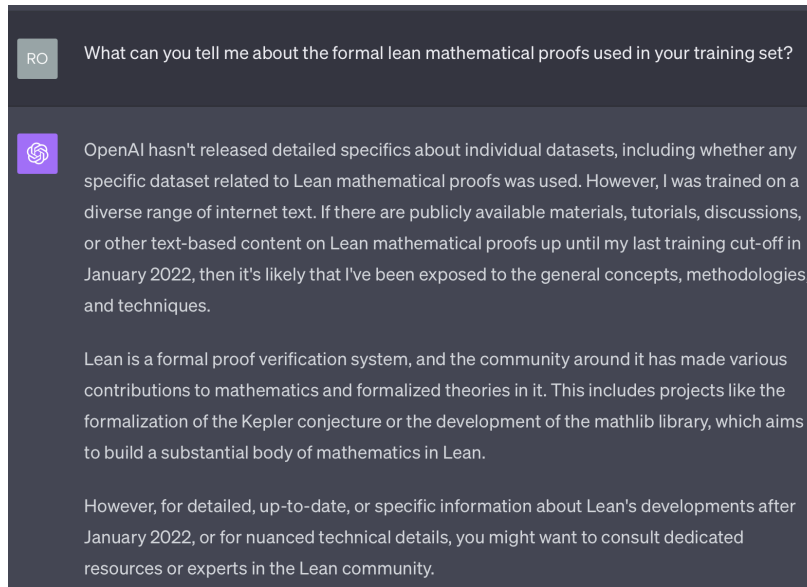 RO
What can you tell me about the formal lean mathematical proofs used in your training set?
OpenAI hasn't released detailed specifics about individual datasets, including whether any
specific dataset related to Lean mathematical proofs was used. However, I was trained on a
diverse range of internet text. If there are publicly available materials, tutorials, discussions,
or other text-based content on Lean mathematical proofs up until my last training cut-off in
January 2022, then it's likely that I've been exposed to the general concepts, methodologies
and techniques.
Lean is a formal proof verification system, and the community around it has made various
contributions to mathematics and formalized theories in it. This includes projects like the
formalization of the Kepler conjecture or the development of the mathlib library, which aims
to build a substantial body of mathematics in Lean.
However, for detailed, up-to-date, or specific information about Lean's developments after
January 2022, or for nuanced technical details, you might want to consult dedicated
resources or experts in the Lean community.